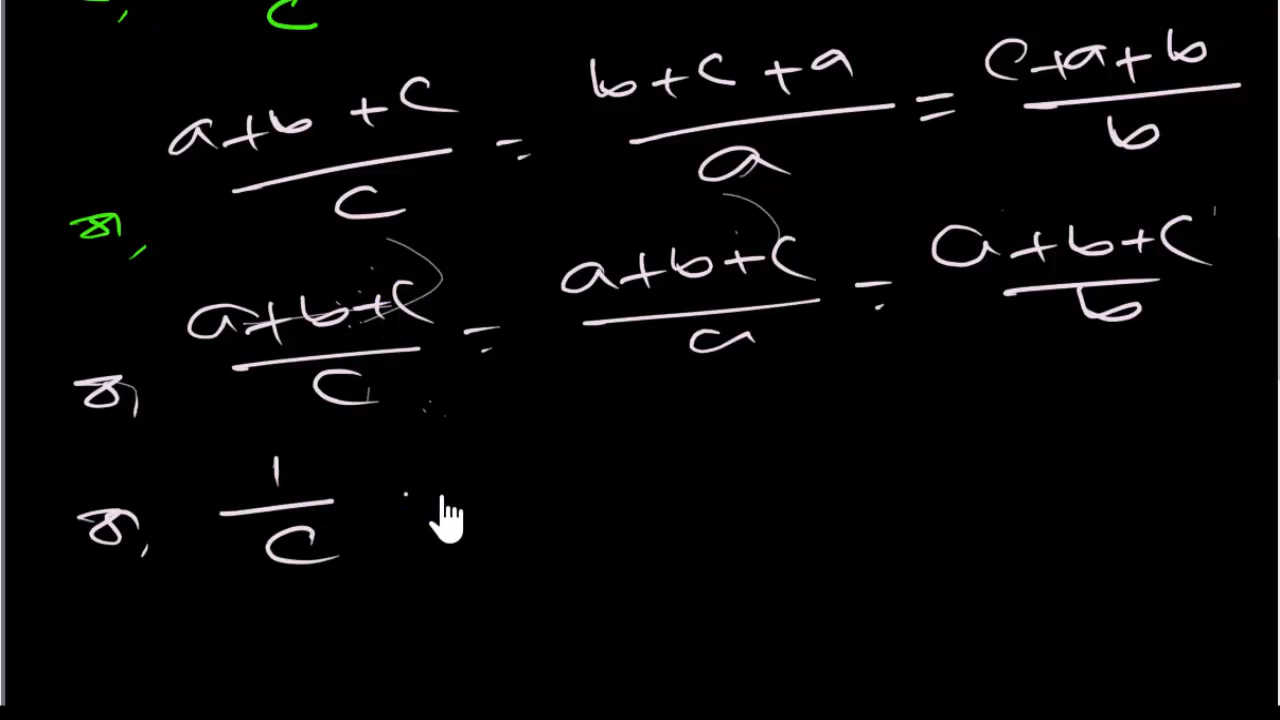 , c
(a+b+c)/c = (b+c+a)/a = (c+a+b)/b
বা,
বা, (a+b+c)/c = (a+b+c)/a = (a+b+c)/b
বা, 1/c